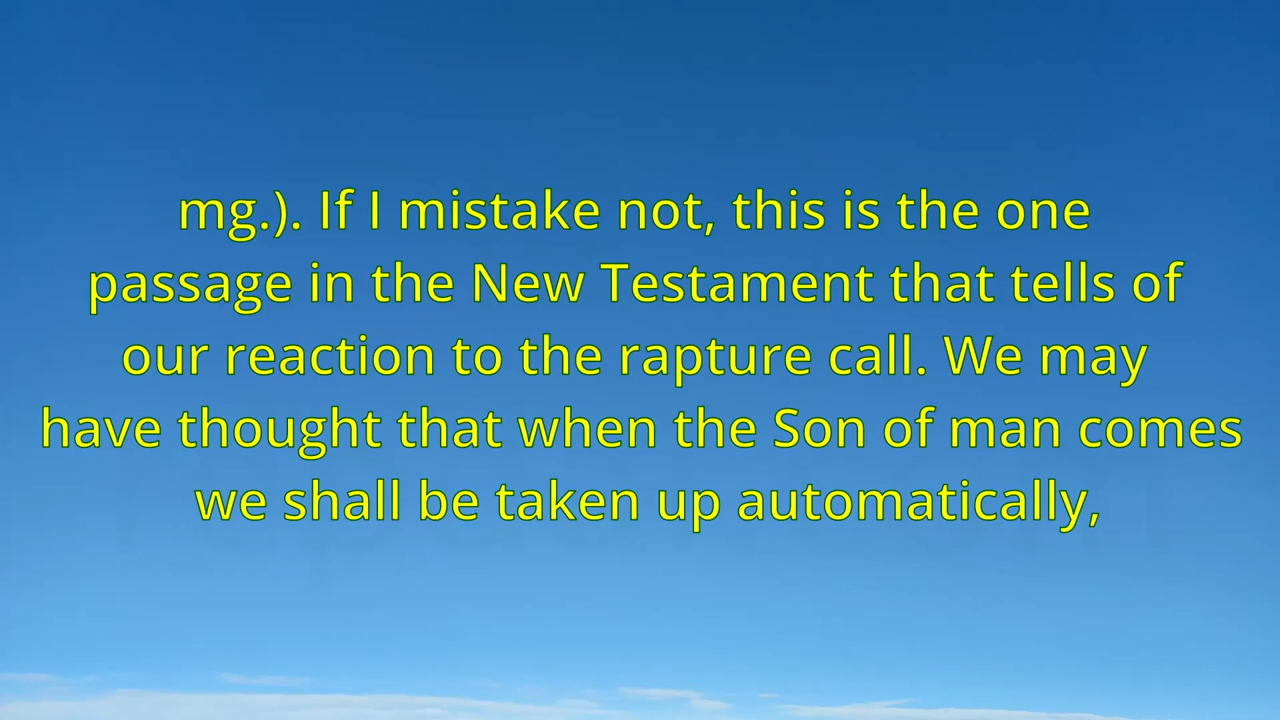 mg.). If I mistake not, this is the one
passage in the New Testament that tells of
our reaction to the rapture call. We may
have thought that when the Son of man comes
we shall be taken up automatically,